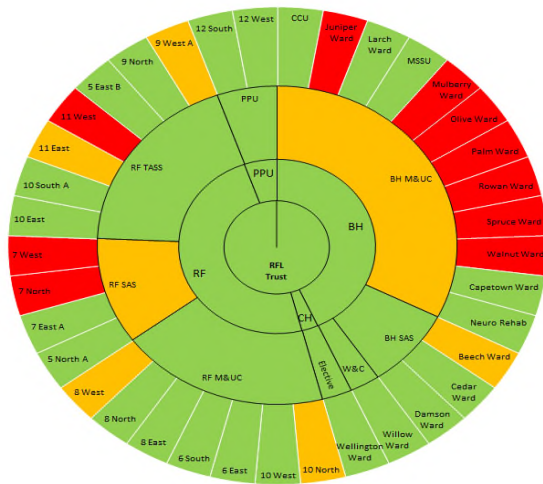 CCU
Juniper
Ward
Larch
Ward
MSSU
Mulberry
Ward
Olive Ward
Palm Ward
Rowan Ward
Spruce Ward
Walnut Ward
Capetown Ward
Neuro Rehab
Beech Ward
Cedar
Ward
Damson
Ward
Willow
Ward
Wellington
Ward
10 North
10 West
6 East
6 South
8 East
8 North
8 West
5 North A
7 East A
7 North
7 West
10 East
10 South A
11 East
11 West
5 East B
9 North
9 West A
12 South
12 West
PPU
BH M&UC
BH SAS
W&C
Elective
RF M&UC
RF SAS
RF TASS
PPU
BH
CH
RF
RFL
Trust